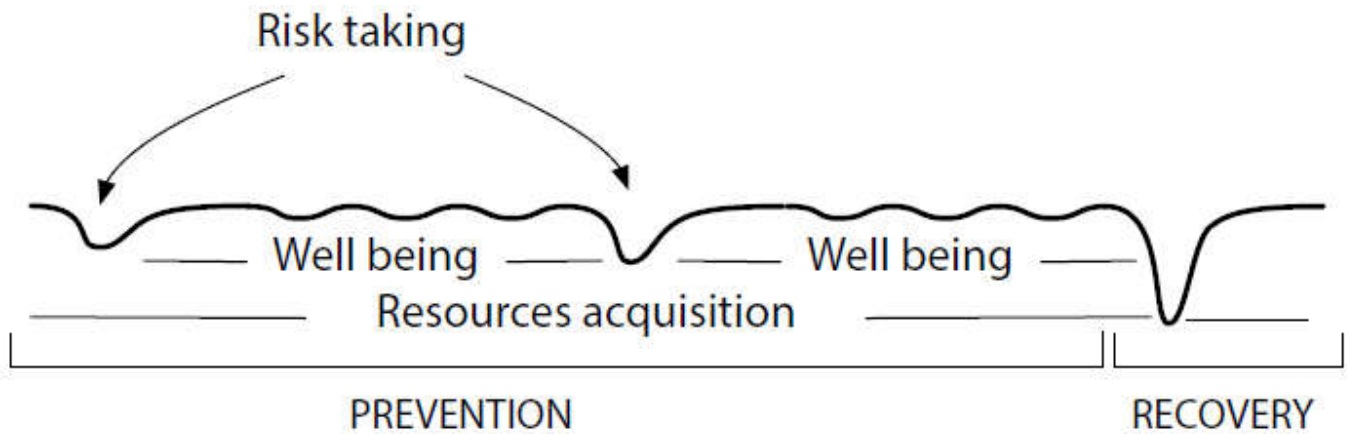 Risk taking
Well being
Well being
Resources acquisition
PREVENTION
RECOVERY